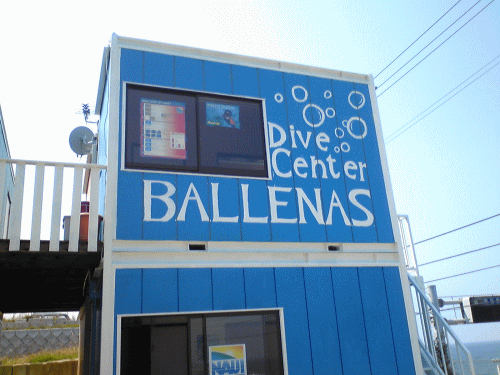 Dive
Center
BALLENAS
NAUI